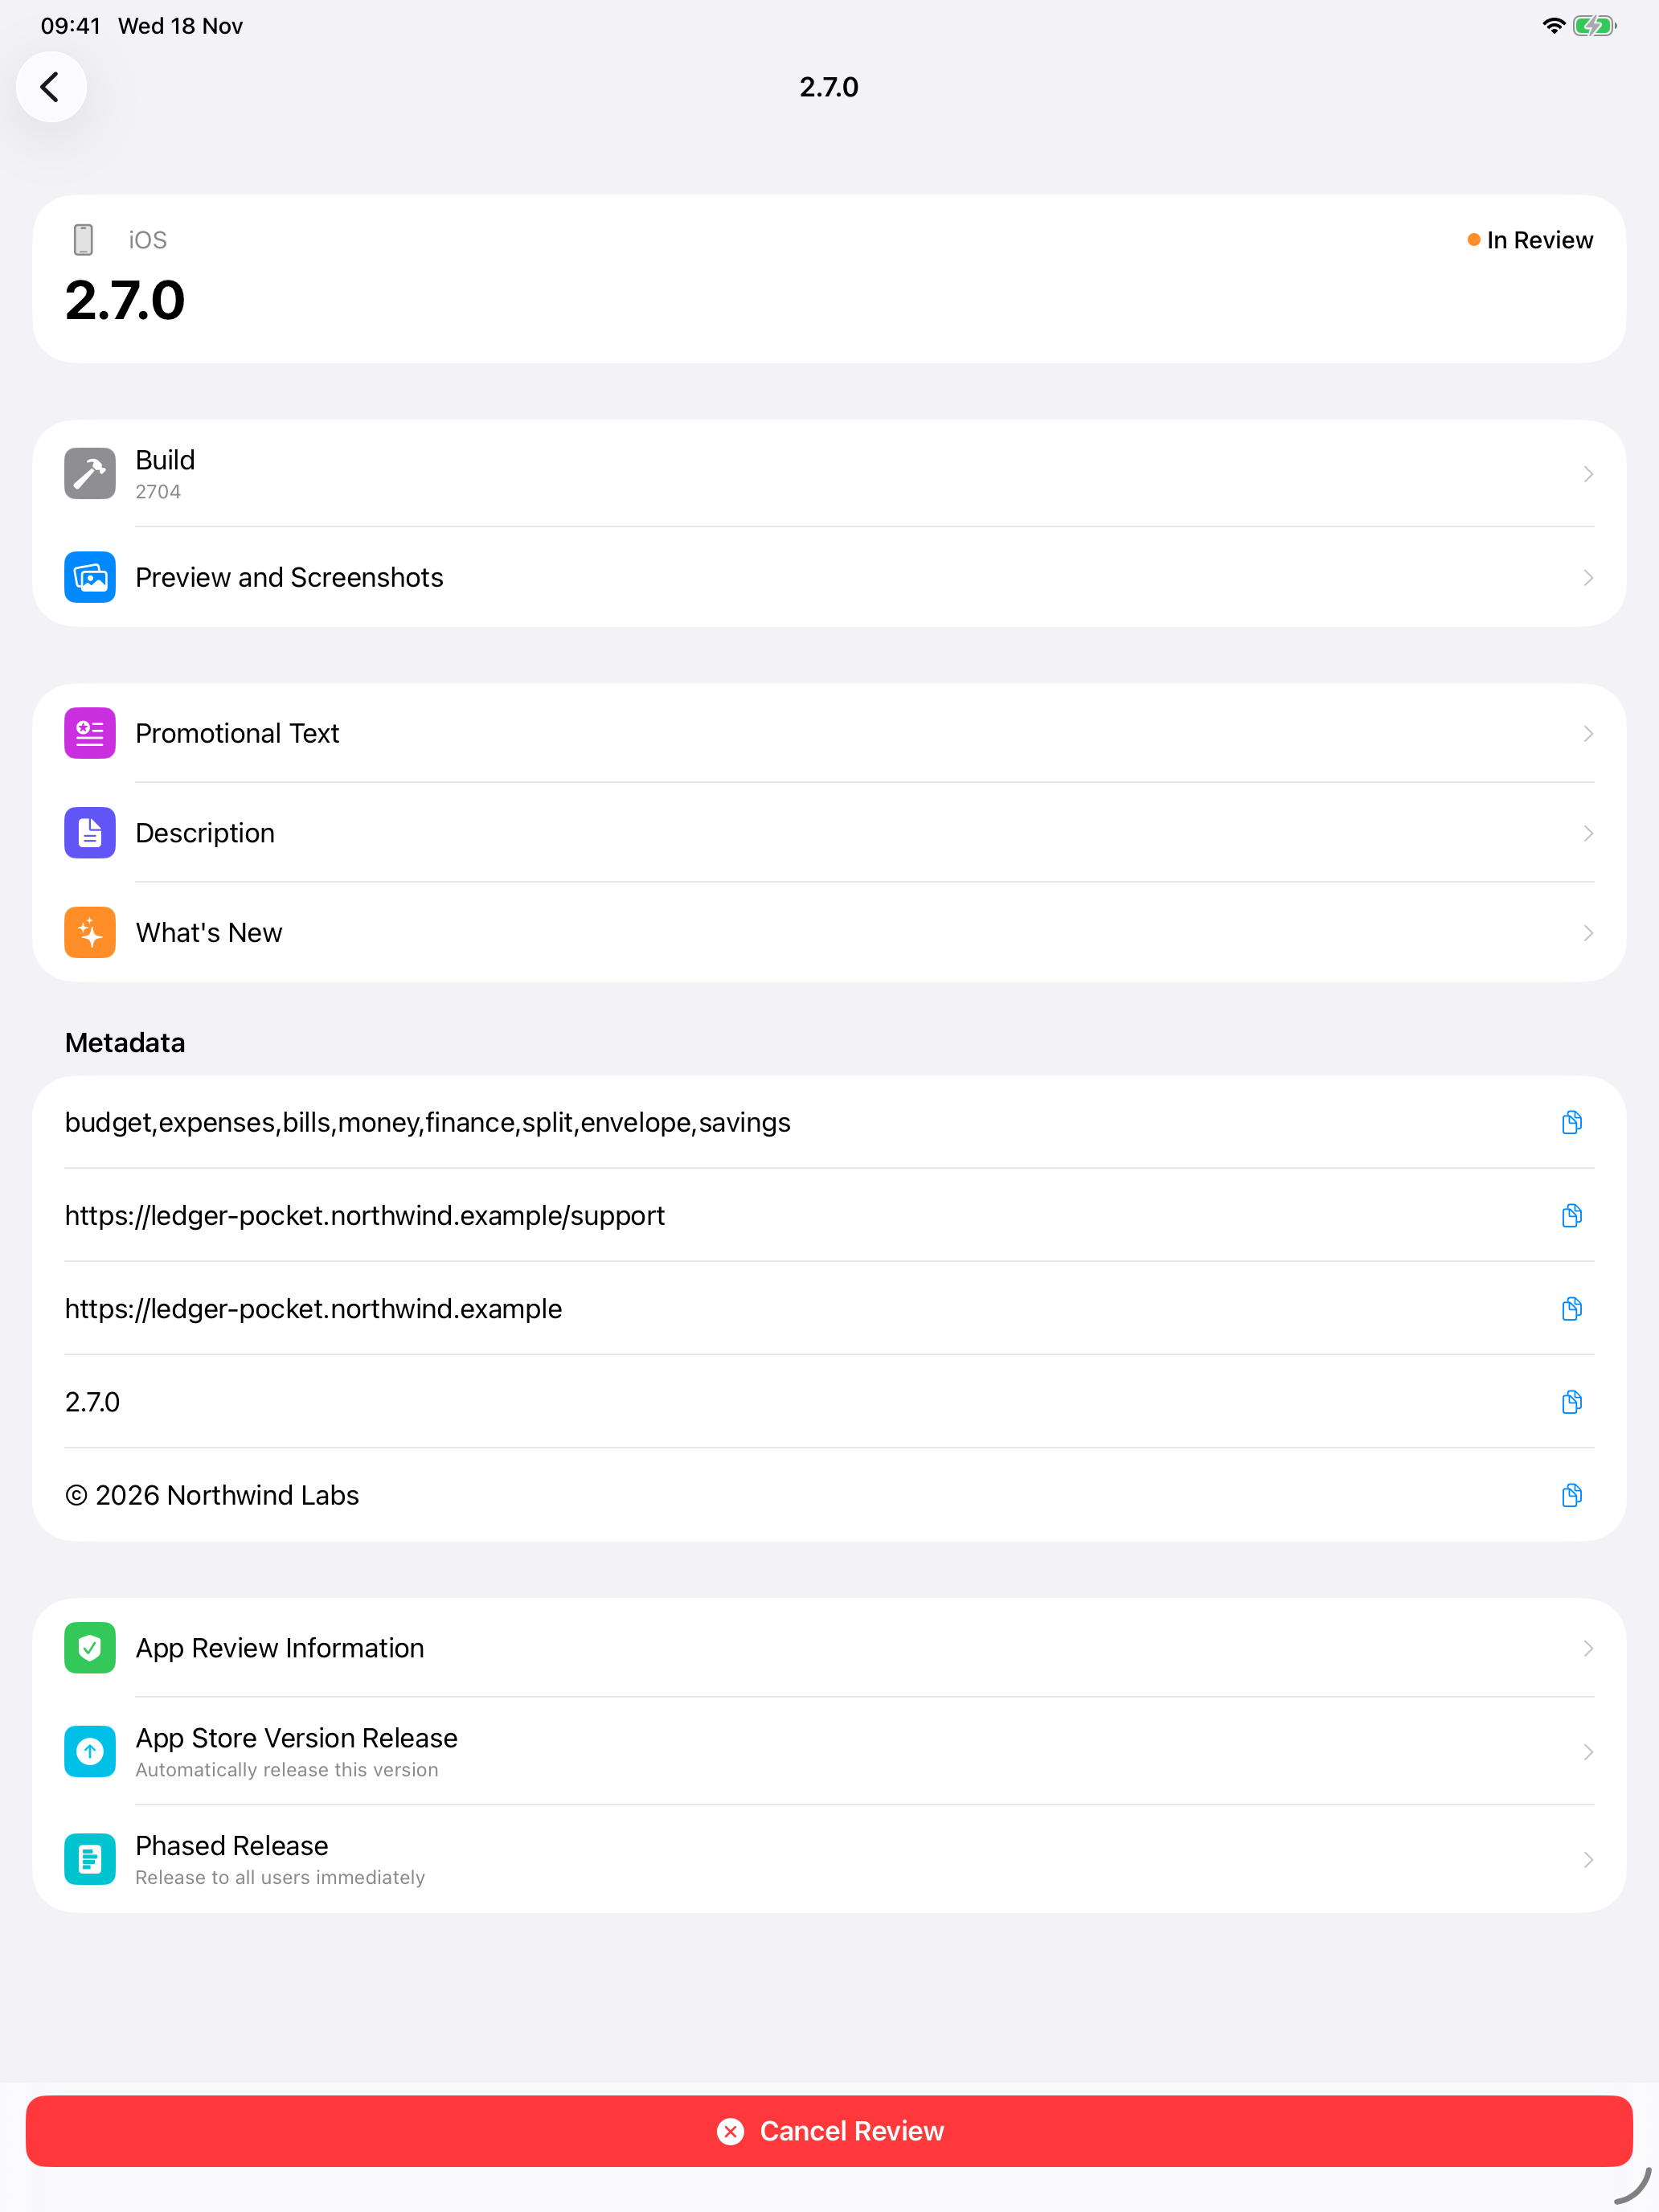 09:41 Wed 18 Nov
2.7.0
iOS
In Review
2.7.0
Build
2704
Preview and Screenshots
Promotional Text
Description
What's New
Metadata
budget,expenses,bills,money,finance,split,envelope,savings
https://ledger-pocket.northwind.example/support
https://ledger-pocket.northwind.example
2.7.0
© 2026 Northwind Labs
App Review Information
App Store Version Release
Automatically release this version
Phased Release
Release to all users immediately
Cancel Review